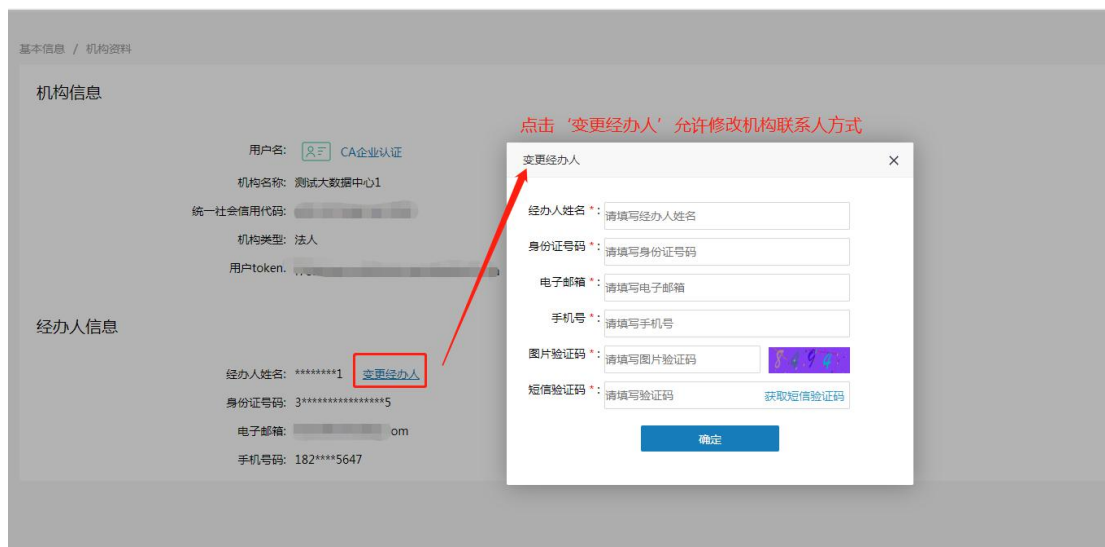 基本信息 / 机构资料
机构信息
点击‘变更经办人’允许修改机构联系人方式
用户名: CA企业认证
机构名称: 测试大数据中心1
统一社会信用代码:
机构类型: 法人
用户token.
经办人信息
经办人姓名: ********1 变更经办人
身份证号码: 3****************5
电子邮箱: om
手机号码: 182****5647
变更经办人 ×
经办人姓名 *: 请填写经办人姓名
身份证号码 *: 请填写身份证号码
电子邮箱 *: 请填写电子邮箱
手机号 *: 请填写手机号
图片验证码 *: 请填写图片验证码
短信验证码 *: 请填写验证码 获取短信验证码
确定